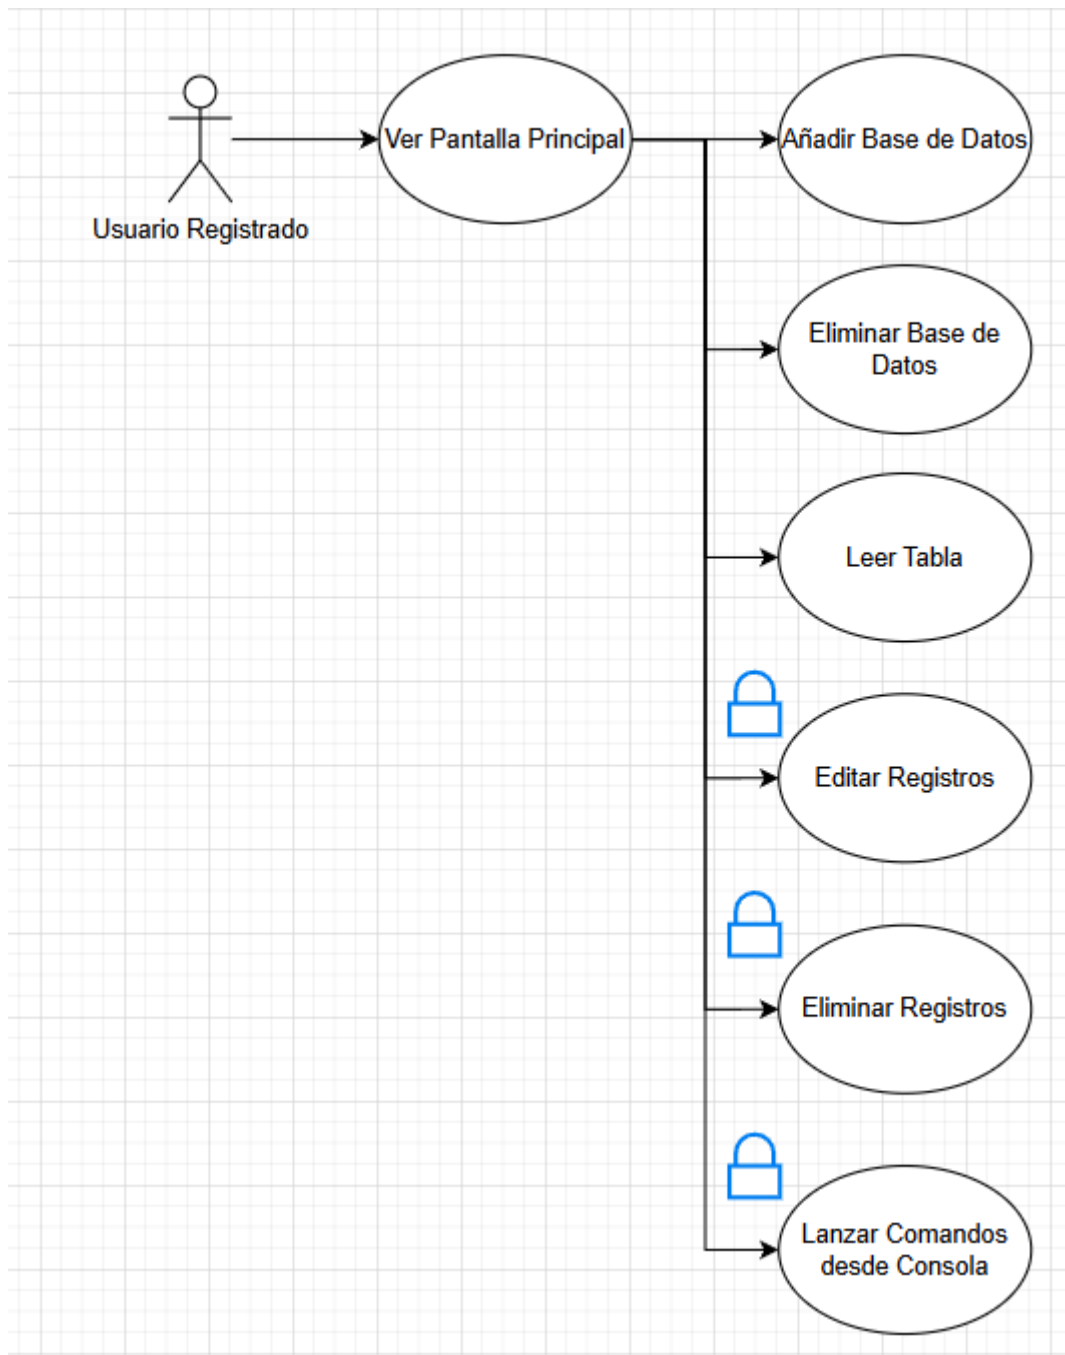 Usuario Registrado
Ver Pantalla Principal
Añadir Base de Datos
Eliminar Base de
Datos
Leer Tabla
Editar Registros
Eliminar Registros
Lanzar Comandos
desde Consola